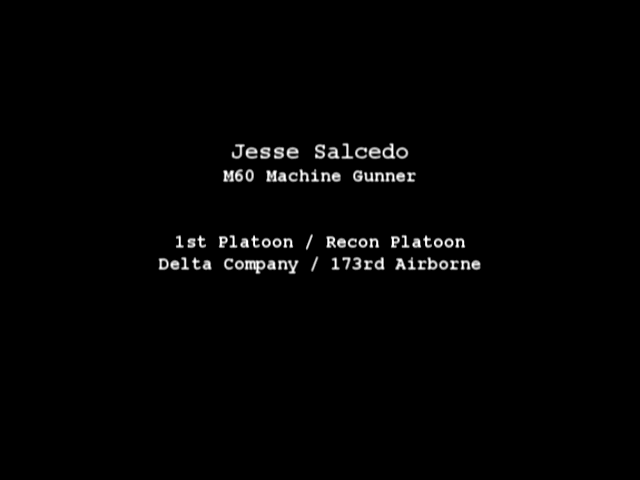 Jesse Salcedo
M60 Machine Gunner
1st Platoon / Recon Platoon
Delta Company / 173rd Airborne